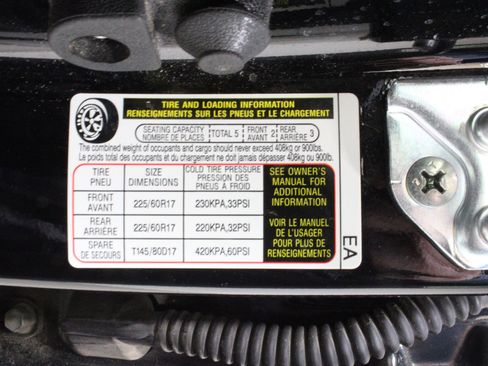 TIRE AND LOADING INFORMATION
RENSEIGNEMENTS SUR LES PNEUS ET LE CHARGEMENT
SEATING CAPACITY
NOMBRE DE PLACES
TOTAL 5
FRONT
AVANT 2
REAR
ARRIÈRE 3
The combined weight of occupants and cargo should never exceed 408kg or 900lbs.
Le poids total des occupants et du chargement ne doit jamais dépasser 408kg ou 900lb.
TIRE
PNEU
SIZE
DIMENSIONS
COLD TIRE PRESSURE
PRESSION DES
PNEUS A FROID
FRONT
AVANT
225/60R17
230KPA,33PSI
REAR
ARRIÈRE
225/60R17
220KPA,32PSI
SPARE
DE SECOURS
T145/80D17
420KPA,60PSI
SEE OWNER'S
MANUAL FOR
ADDITIONAL
INFORMATION
VOIR LE MANUEL
DE L'USAGER
POUR PLUS DE
RENSEIGNEMENTS
EA